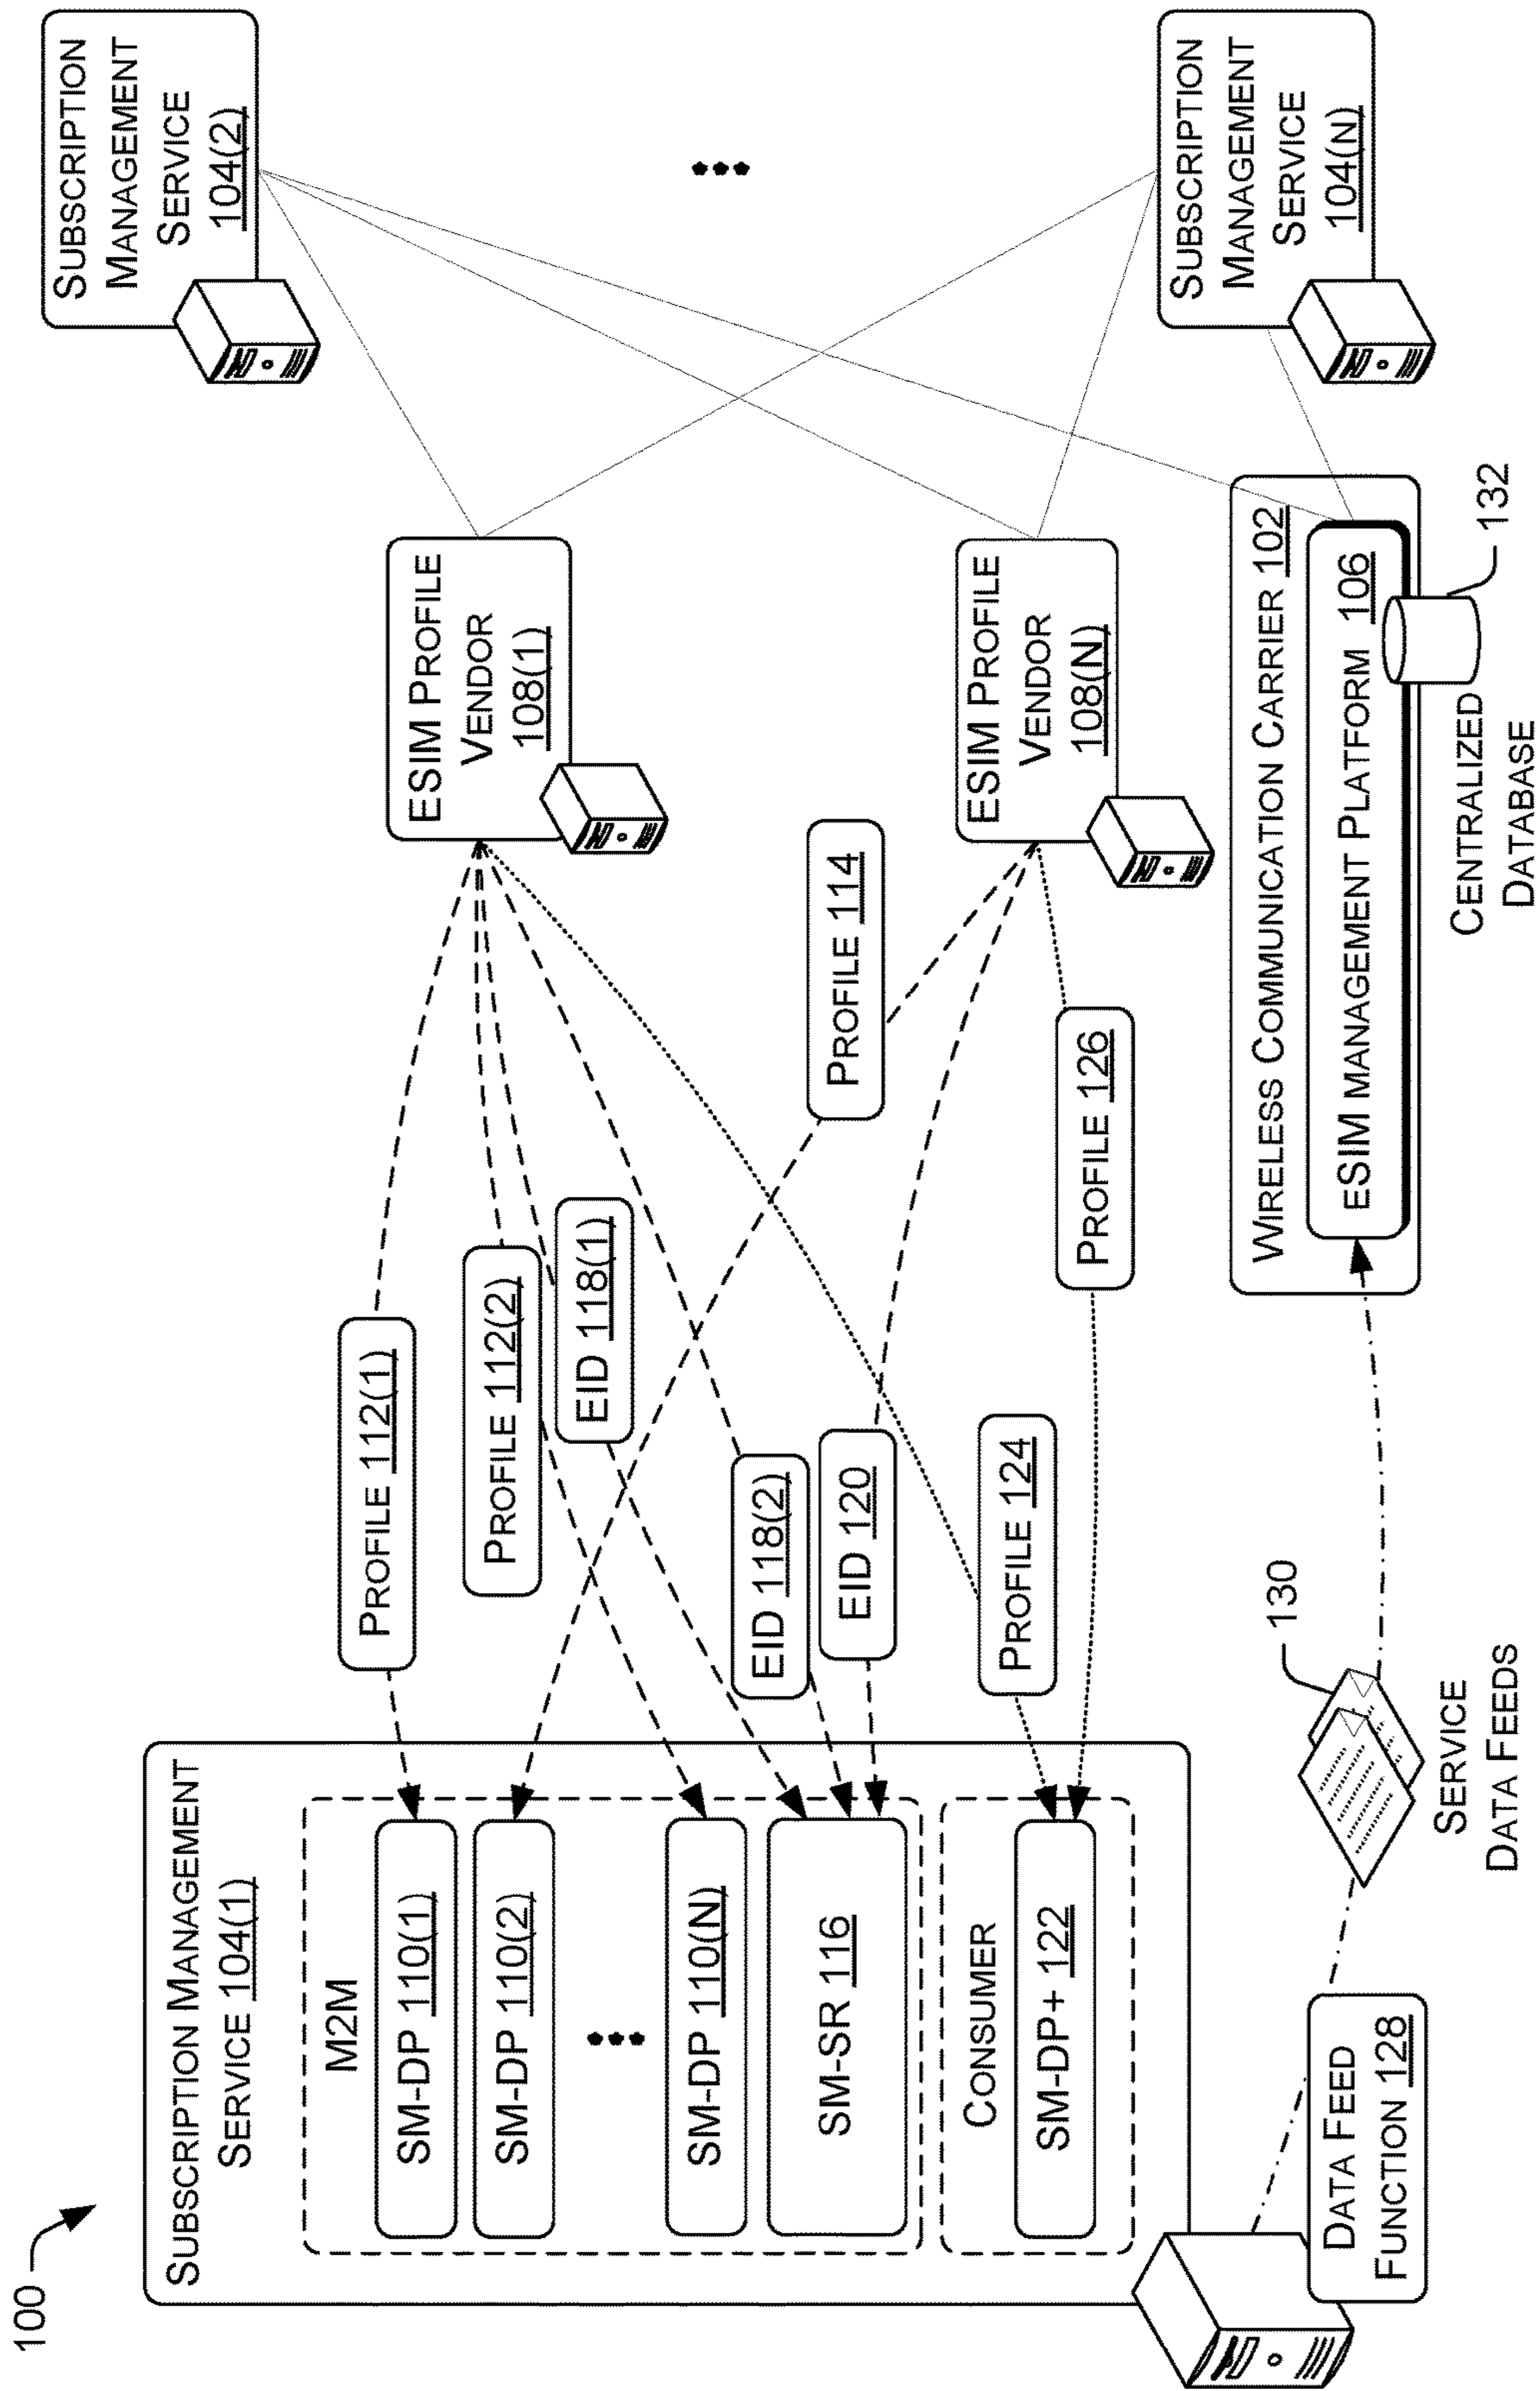 100
SUBSCRIPTION MANAGEMENT
SERVICE 104(1)
M2M
SM-DP 110(1)
SM-DP 110(2)
•••
SM-DP 110(N)
SM-SR 116
CONSUMER
SM-DP+ 122
DATA FEED
FUNCTION 128
PROFILE 112(1)
PROFILE 112(2)
EID 118(1)
EID 118(2)
EID 120
PROFILE 124
PROFILE 114
PROFILE 126
130
SERVICE
DATA FEEDS
ESIM PROFILE
VENDOR
108(1)
ESIM PROFILE
VENDOR
108(N)
WIRELESS COMMUNICATION CARRIER 102
ESIM MANAGEMENT PLATFORM 106
132
CENTRALIZED
DATABASE
SUBSCRIPTION
MANAGEMENT
SERVICE
104(2)
•••
SUBSCRIPTION
MANAGEMENT
SERVICE
104(N)